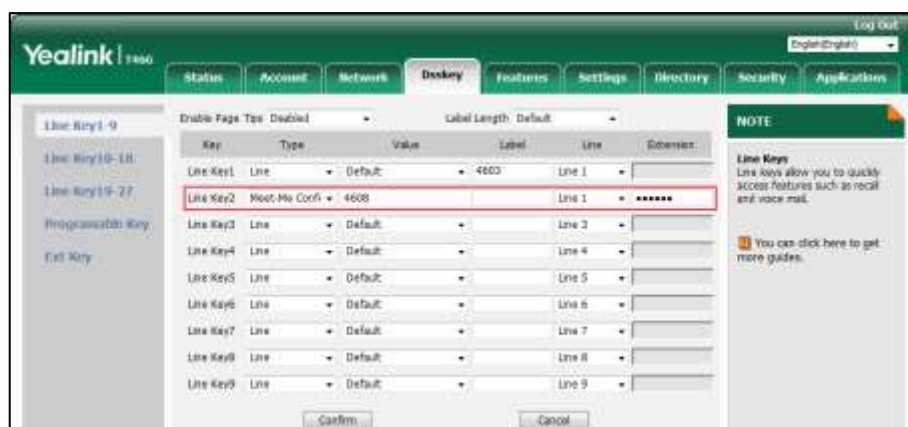 Log Out
Yealink T46G
English(English)
Status Account Network Dsskey Features Settings Directory Security Applications
Line Key1-9
Line Key10-18
Line Key19-27
Programmable Key
Ext Key
Enable Page Tips Disabled Label Length Default
Key Type Value Label Line Extension
Line Key1 Line Default 4603 Line 1
Line Key2 Meet-Me Confi 4608 Line 1 ●●●●●●
Line Key3 Line Default Line 3
Line Key4 Line Default Line 4
Line Key5 Line Default Line 5
Line Key6 Line Default Line 6
Line Key7 Line Default Line 7
Line Key8 Line Default Line 8
Line Key9 Line Default Line 9
Confirm Cancel
NOTE
Line Keys
Line keys allow you to quickly
access features such as recall
and voice mail.
You can click here to get
more guides.